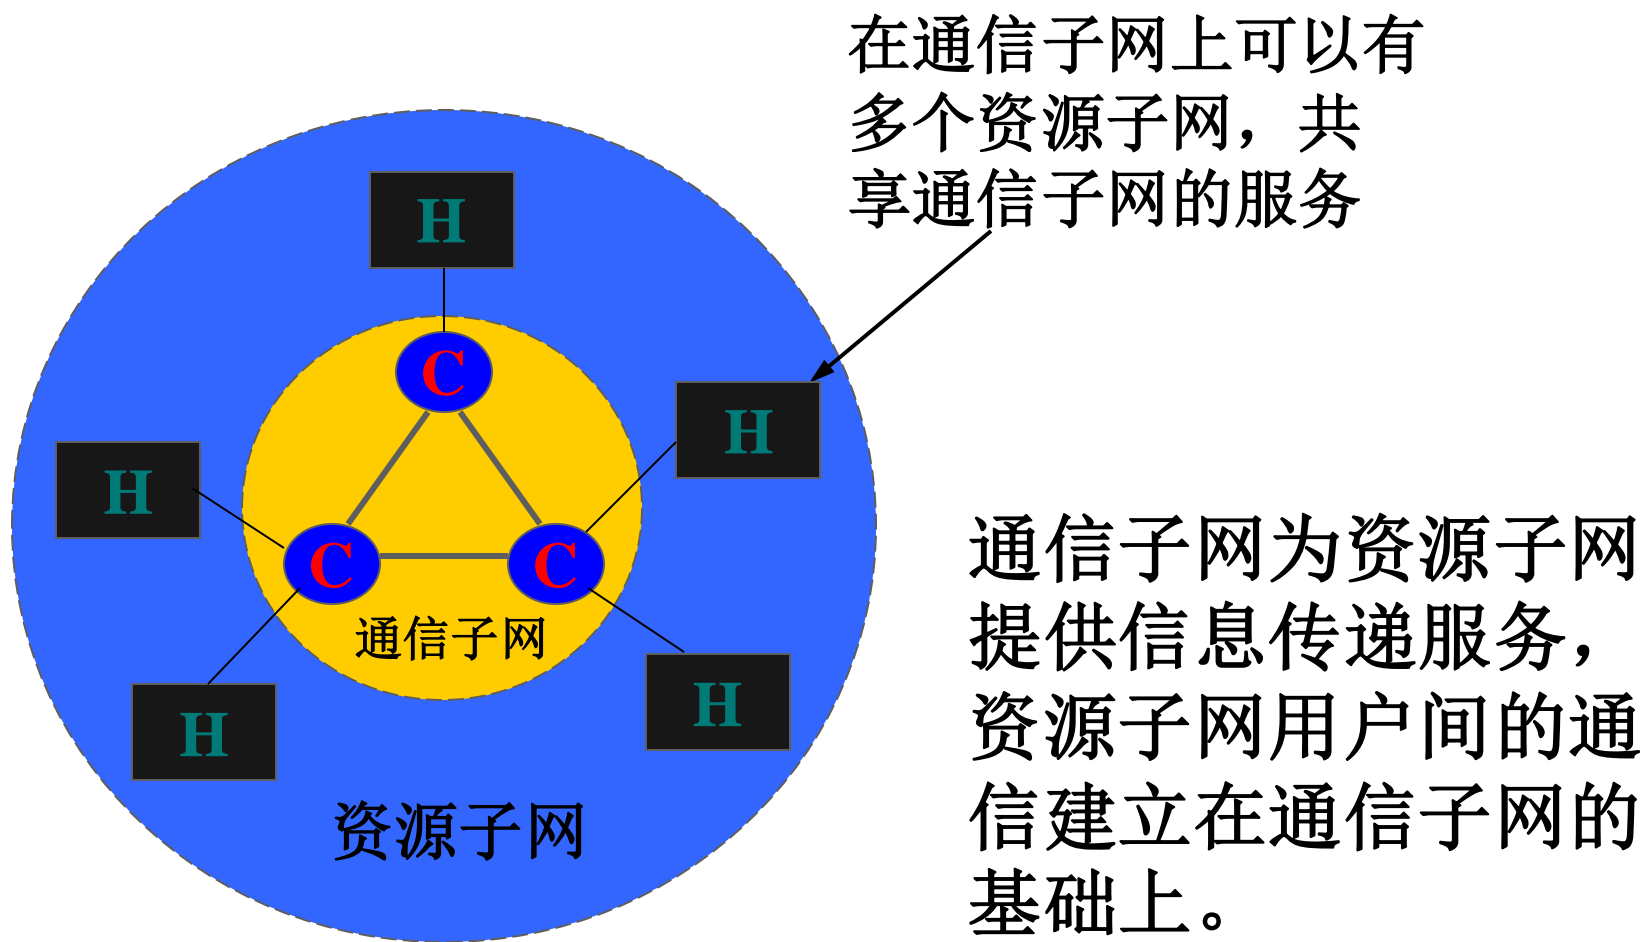 在通信子网上可以有
多个资源子网，共
享通信子网的服务
H
C
H
H
C
C
通信子网
H
H
资源子网
通信子网为资源子网
提供信息传递服务，
资源子网用户间的通
信建立在通信子网的
基础上。